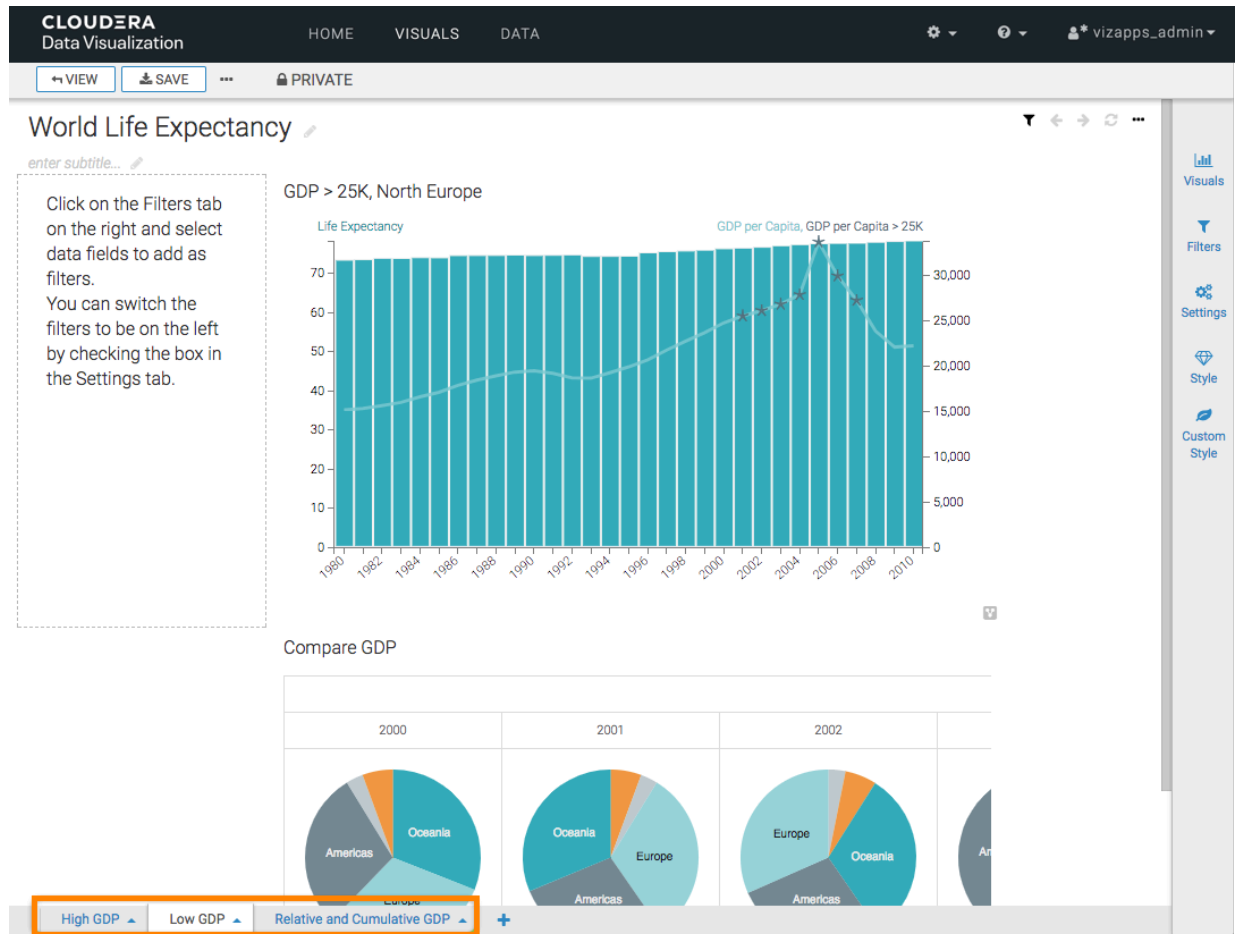 CLOUDERA
Data Visualization
HOME VISUALS DATA
vizapps_admin
VIEW SAVE PRIVATE
World Life Expectancy
enter subtitle...
Click on the Filters tab
on the right and select
data fields to add as
filters.
You can switch the
filters to be on the left
by checking the box in
the Settings tab.
GDP > 25K, North Europe
Life Expectancy
GDP per Capita, GDP per Capita > 25K
70
60
50
40
30
20
10
0
30,000
25,000
20,000
15,000
10,000
5,000
0
1980 1982 1984 1986 1988 1990 1992 1994 1996 1998 2000 2002 2004 2006 2008 2010
Compare GDP
2000 2001 2002
Oceania
Americas
Europe
Oceania
Europe
Americas
Europe
Oceania
Americas
Visuals
Filters
Settings
Style
Custom
Style
High GDP Low GDP Relative and Cumulative GDP +